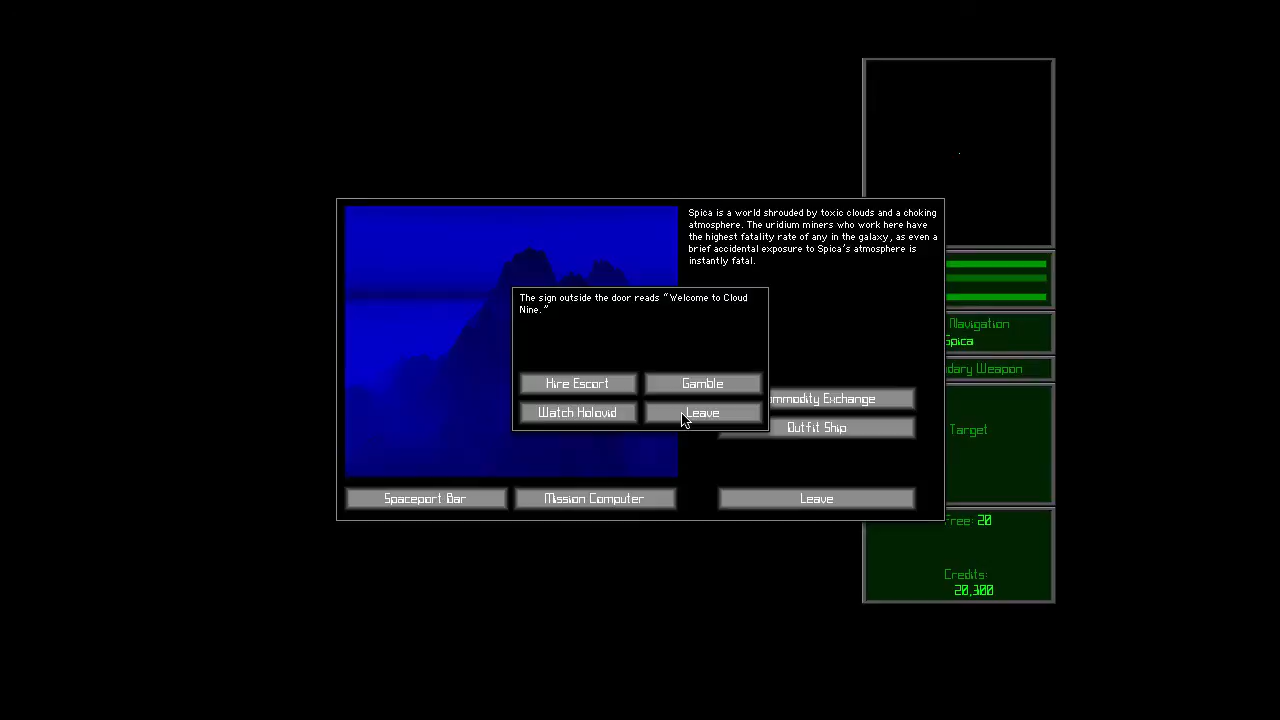 Spica is a world shrouded by toxic clouds and a choking
atmosphere. The uridium miners who work here have
the highest fatality rate of any in the galaxy, as even a
brief accidental exposure to Spica's atmosphere is
instantly fatal.
The sign outside the door reads "Welcome to Cloud
Nine."
Hire Escort
Gamble
Watch Holovid
Leave
ommodity Exchange
Outfit Ship
Spaceport Bar
Mission Computer
Leave
Navigation
Spica
dary Weapon
Target
Free: 20
Credits:
20,300